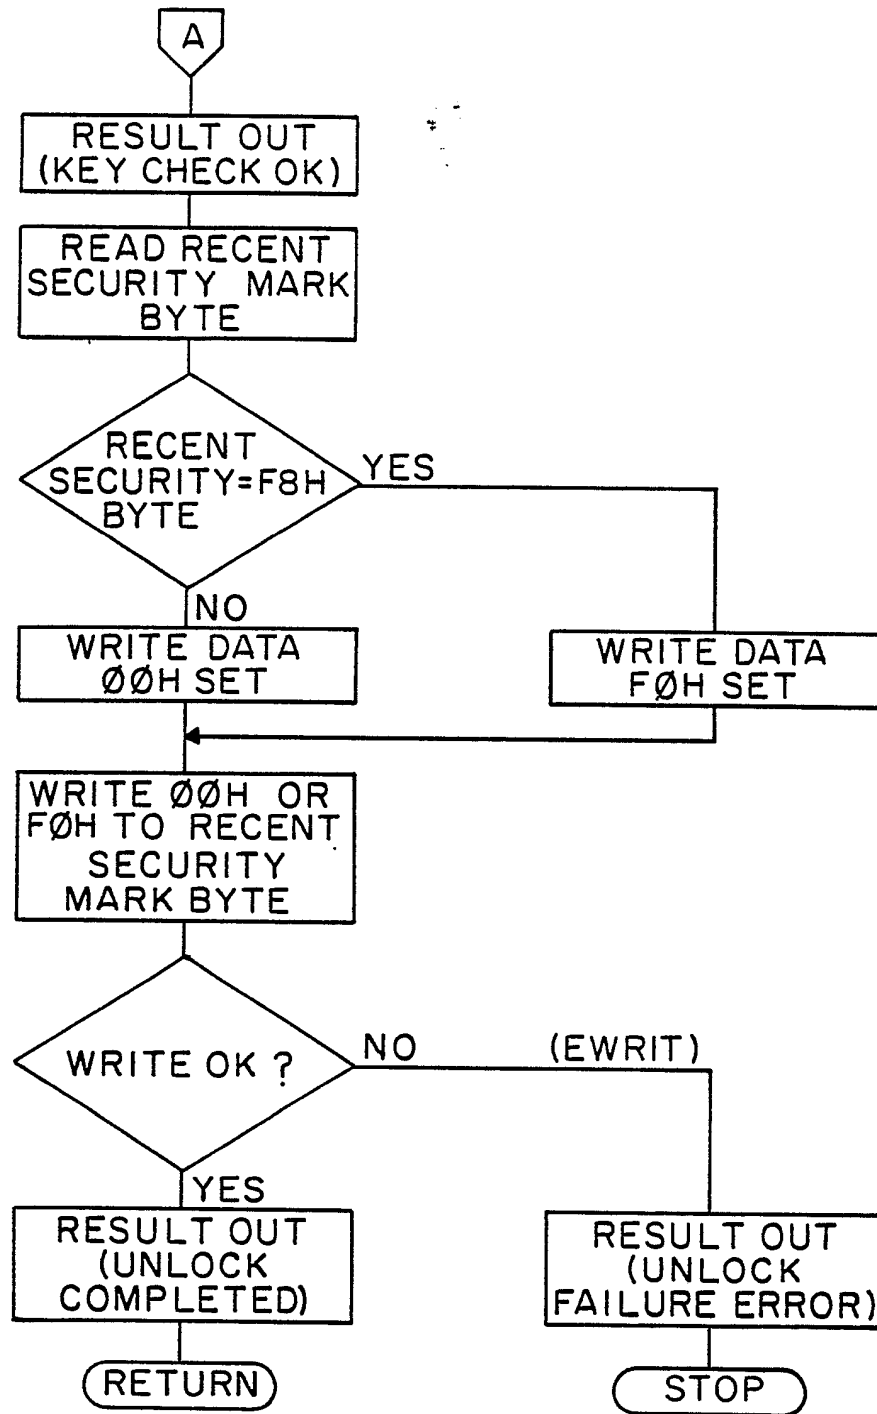 A
RESULT OUT
(KEY CHECK OK)
READ RECENT
SECURITY MARK
BYTE
RECENT
SECURITY=F8H
BYTE
YES
NO
WRITE DATA
ØØH SET
WRITE DATA
FØH SET
WRITE ØØH OR
FØH TO RECENT
SECURITY
MARK BYTE
WRITE OK ?
NO
(EWRIT)
YES
RESULT OUT
(UNLOCK
COMPLETED)
RESULT OUT
(UNLOCK
FAILURE ERROR)
RETURN
STOP